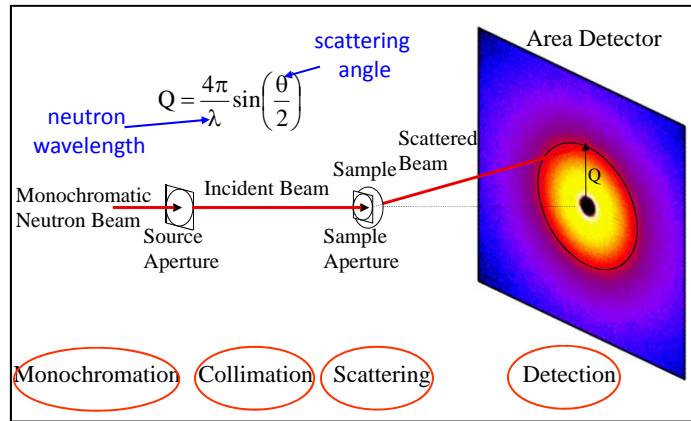 scattering
angle
Area Detector
Q = 4π/λ sin(θ/2)
neutron
wavelength
Scattered
Beam
Sample
Q
Monochromatic
Neutron Beam
Incident Beam
Source
Aperture
Sample
Aperture
Monochromation
Collimation
Scattering
Detection